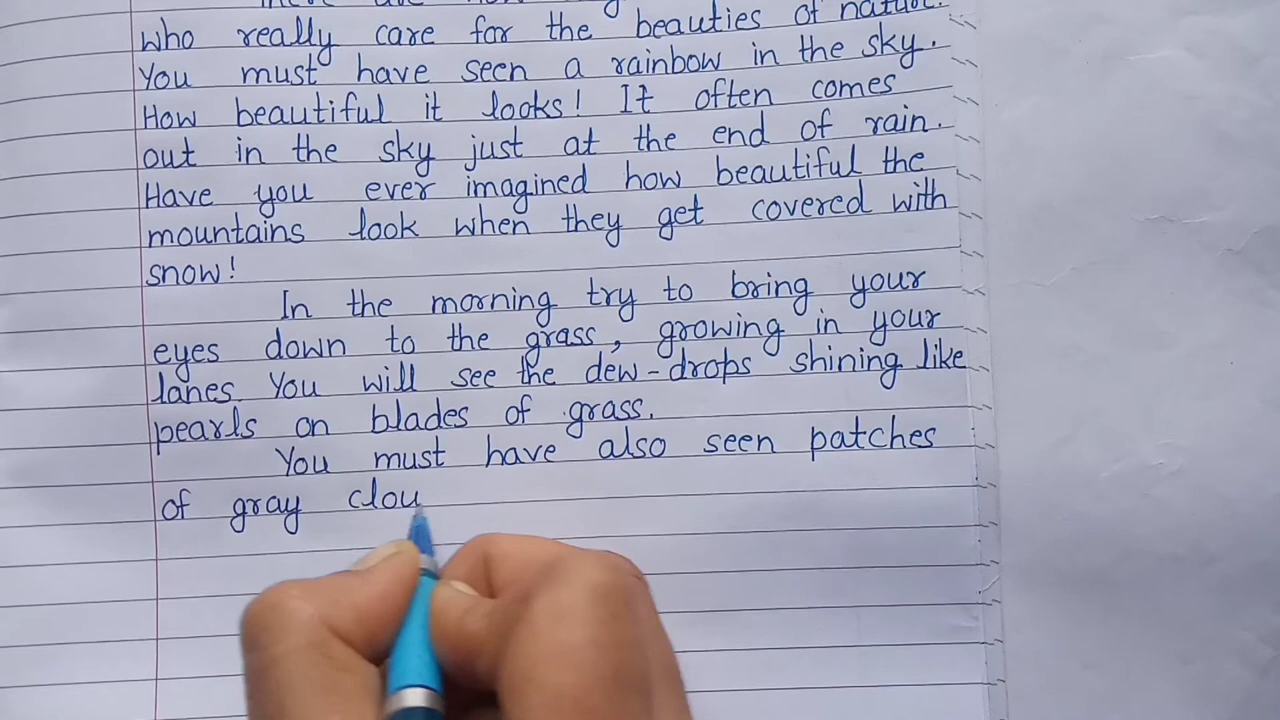 who really care for the beauties of nature.
You must have seen a rainbow in the sky.
How beautiful it looks! It often comes
out in the sky just at the end of rain.
Have you ever imagined how beautiful the
mountains look when they get covered with
snow!
In the morning try to bring your
eyes down to the grass, growing in your
lanes. You will see the dew-drops shining like
pearls on blades of grass.
You must have also seen patches
of gray clou